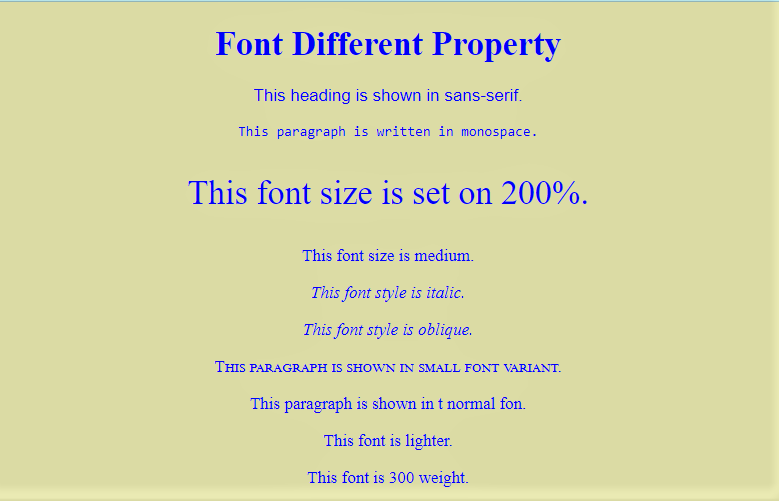 Font Different Property
This heading is shown in sans-serif.
This paragraph is written in monospace.
This font size is set on 200%.
This font size is medium.
This font style is italic.
This font style is oblique.
This paragraph is shown in small font variant.
This paragraph is shown in t normal fon.
This font is lighter.
This font is 300 weight.